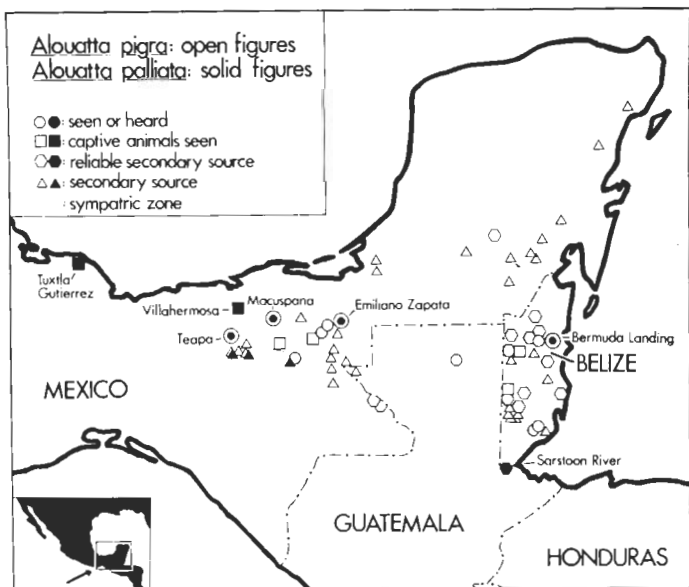 Alouatta pigra: open figures
Alouatta palliata: solid figures
: seen or heard
: captive animals seen
: reliable secondary source
: secondary source
: sympatric zone
Tuxtla/
Gutierrez
Villahermosa
Macuspana
Emiliano Zapata
Teapa
Bermuda Landing
BELIZE
MEXICO
Sarstoon River
GUATEMALA
HONDURAS